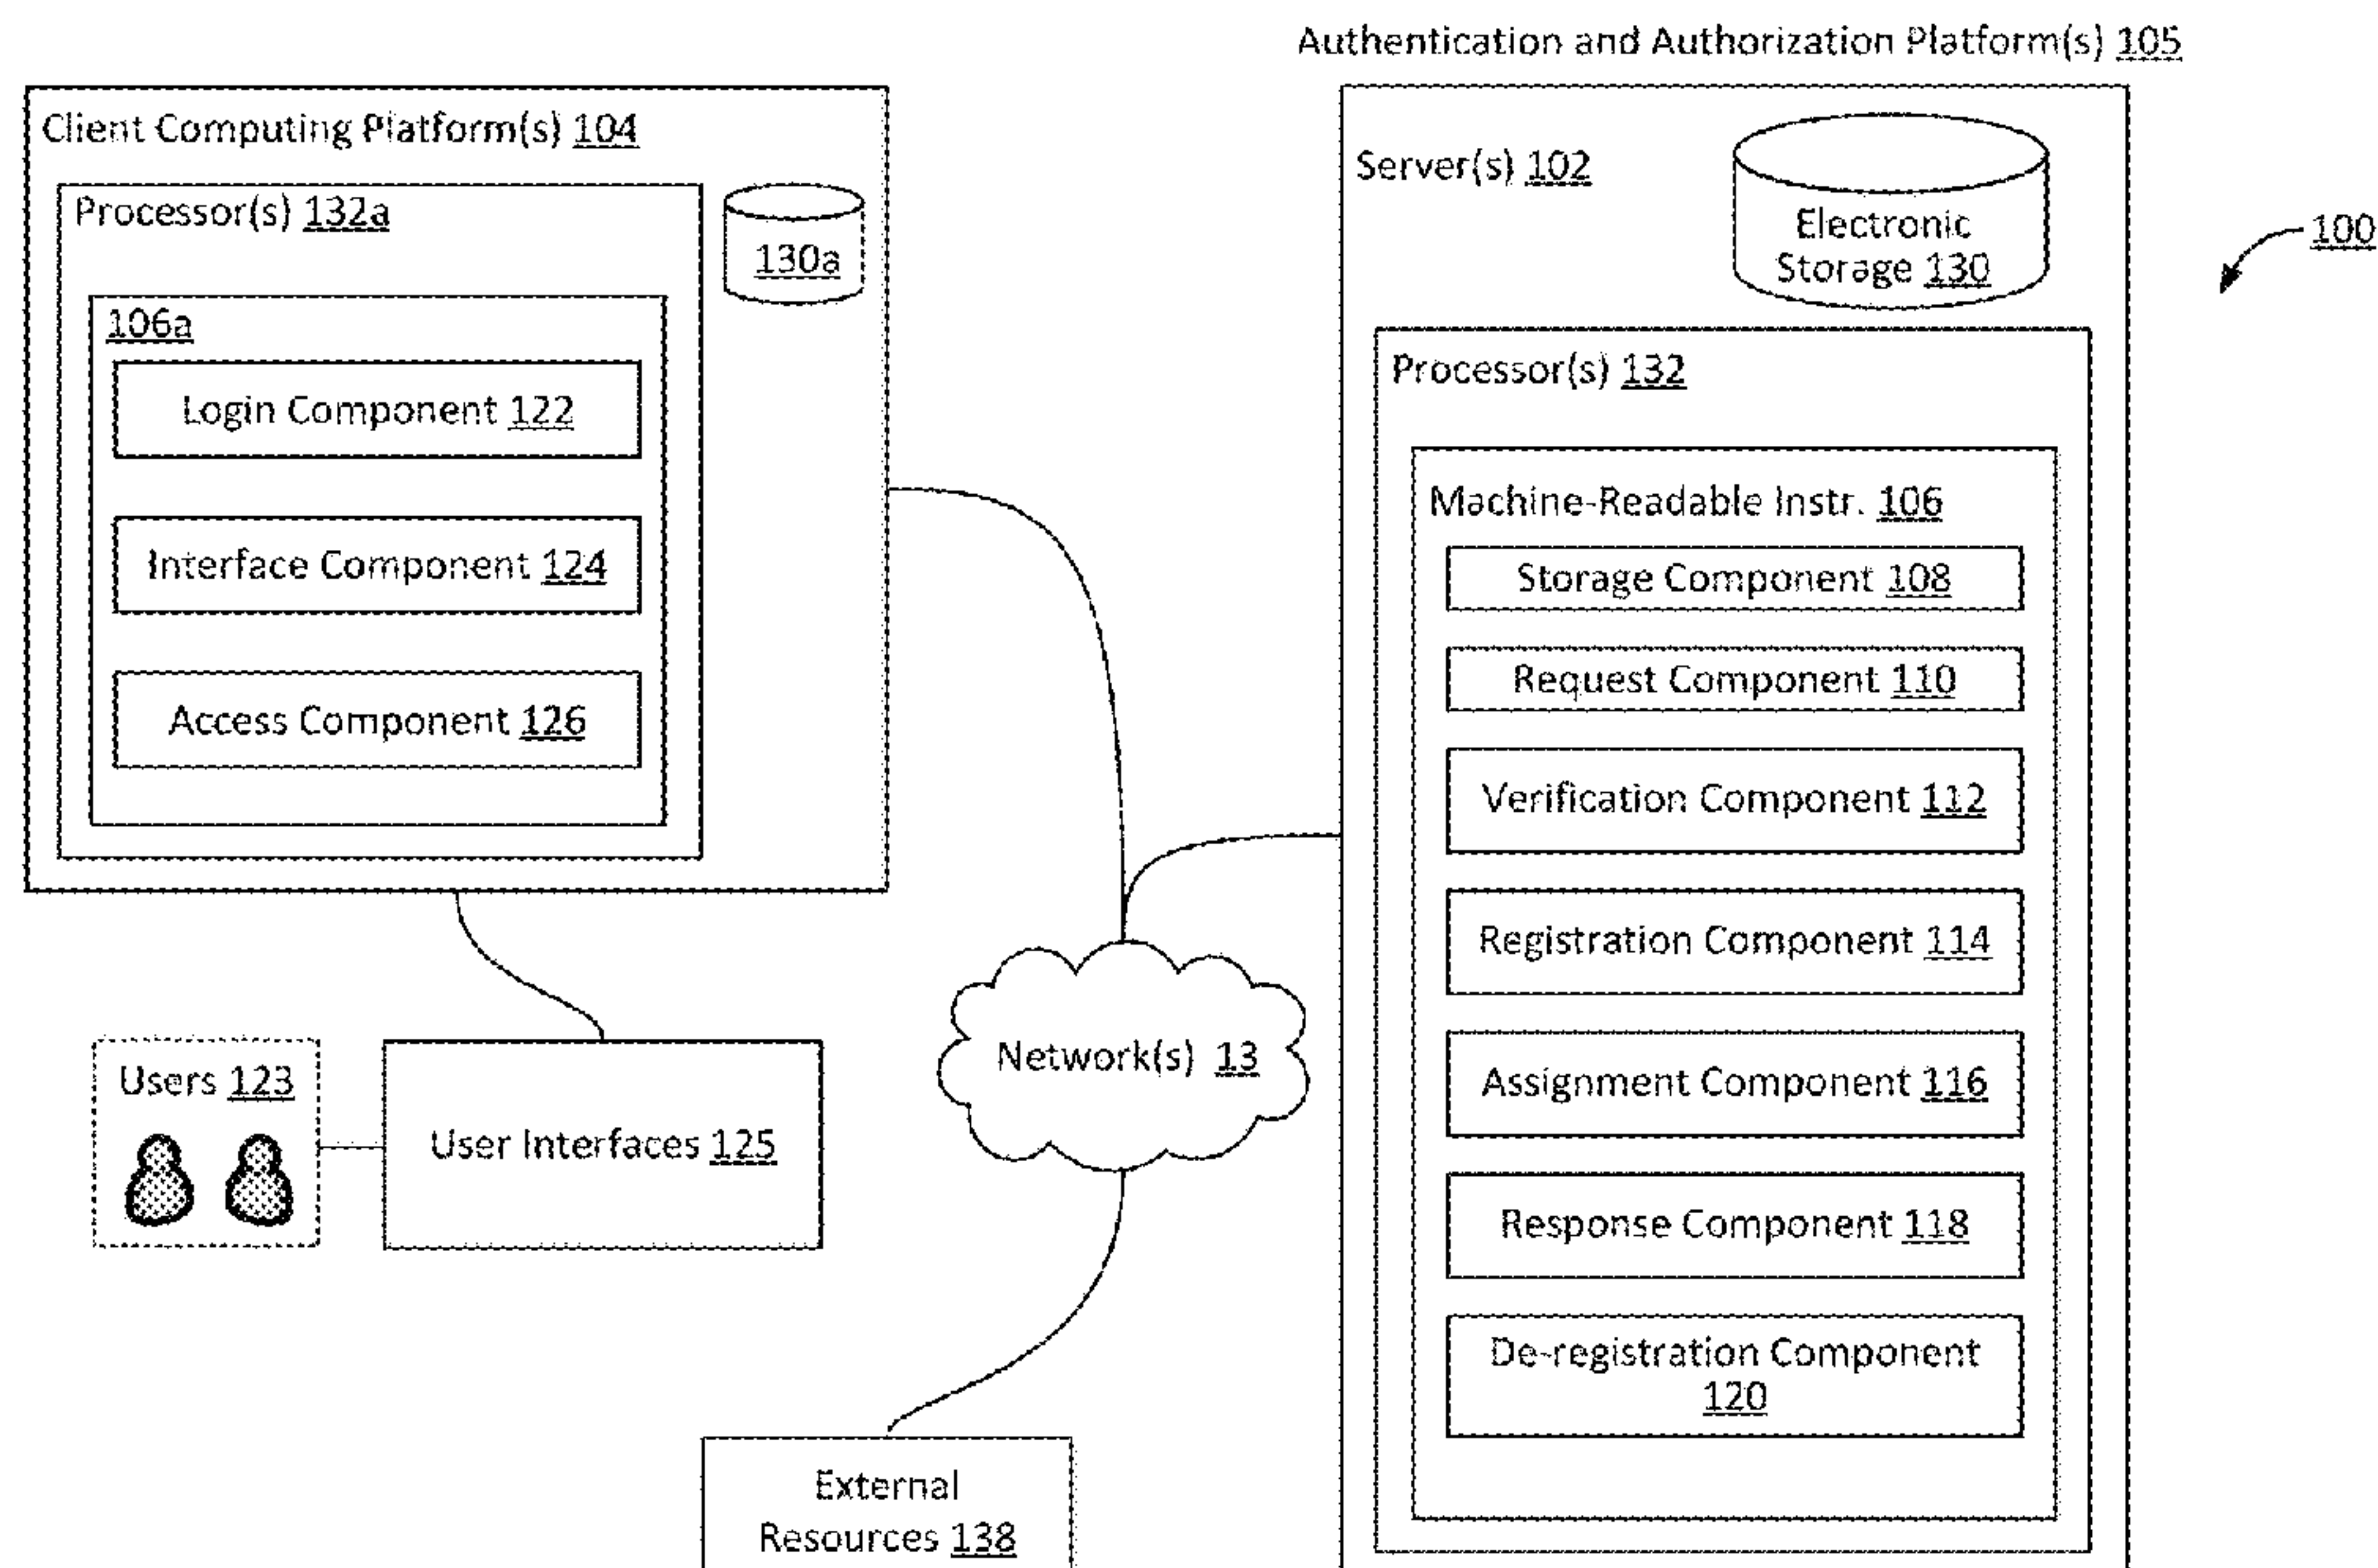 Authentication and Authorization Platform(s) 105
Client Computing Platform(s) 104
Processor(s) 132a
130a
106a
Login Component 122
Interface Component 124
Access Component 126
Server(s) 102
Electronic
Storage 130
100
Processor(s) 132
Machine-Readable Instr. 106
Storage Component 108
Request Component 110
Verification Component 112
Registration Component 114
Assignment Component 116
Response Component 118
De-registration Component
120
Users 123
User Interfaces 125
Network(s) 13
External
Resources 138